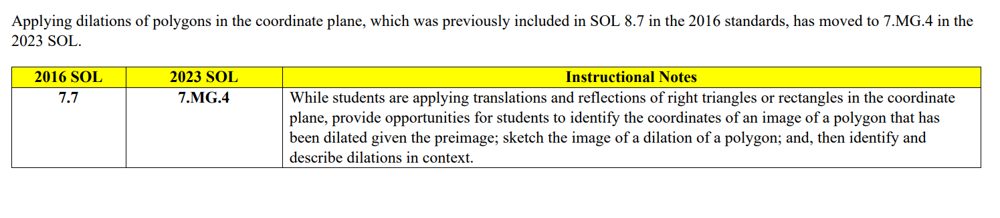 Applying dilations of polygons in the coordinate plane, which was previously included in SOL 8.7 in the 2016 standards, has moved to 7.MG.4 in the
2023 SOL.
2016 SOL 2023 SOL Instructional Notes
7.7 7.MG.4 While students are applying translations and reflections of right triangles or rectangles in the coordinate
plane, provide opportunities for students to identify the coordinates of an image of a polygon that has
been dilated given the preimage; sketch the image of a dilation of a polygon; and, then identify and
describe dilations in context.